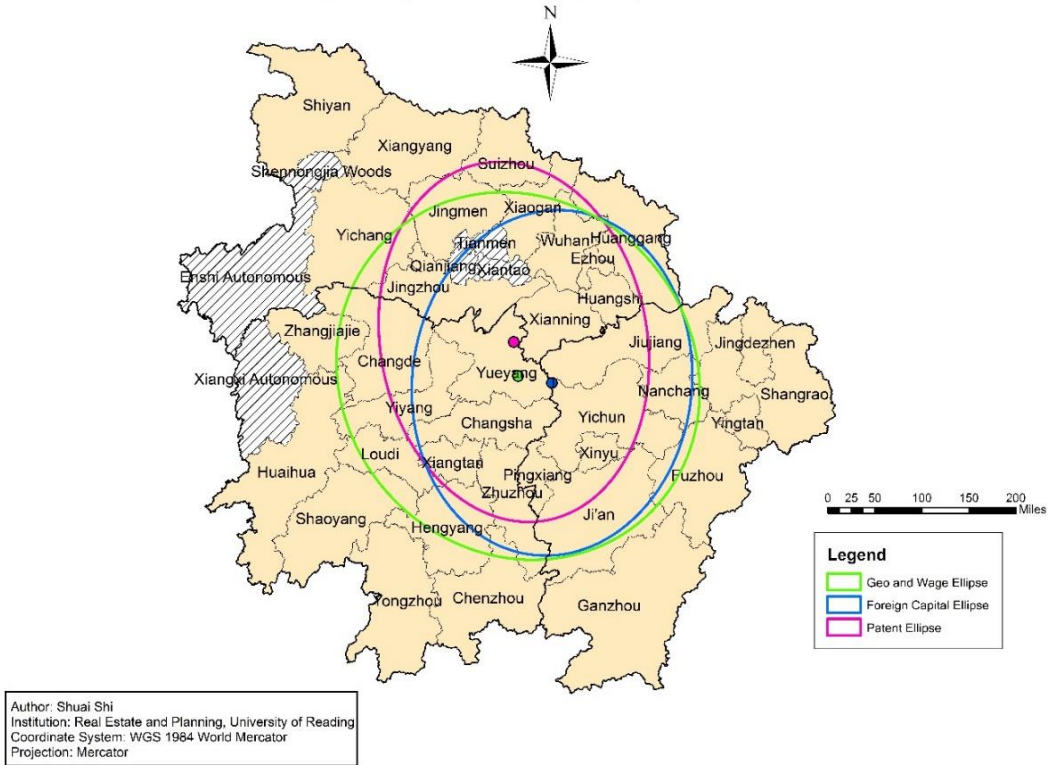 N
Shiyan
Xiangyang
Suizhou
Shennongjia Woods
Jingmen
Xiaogan
Yichang
Tianmen
Wuhan
Huanggang
Ezhou
Qianjiang
Xiantao
Enshi Autonomous
Jingzhou
Huangshi
Xianning
Zhangjiajie
Jiujiang
Jingdezhen
Changde
Yueyang
Xiangxi Autonomous
Nanchang
Shangrao
Yiyang
Changsha
Yichun
Yingtan
Loudi
Xiangtan
Xinyu
Huaihua
Pingxiang
Fuzhou
Zhuzhou
Shaoyang
Hengyang
Ji'an
Yongzhou
Chenzhou
Ganzhou
0 25 50 100 150 200
Miles
Legend
Geo and Wage Ellipse
Foreign Capital Ellipse
Patent Ellipse
Author: Shuai Shi
Institution: Real Estate and Planning, University of Reading
Coordinate System: WGS 1984 World Mercator
Projection: Mercator